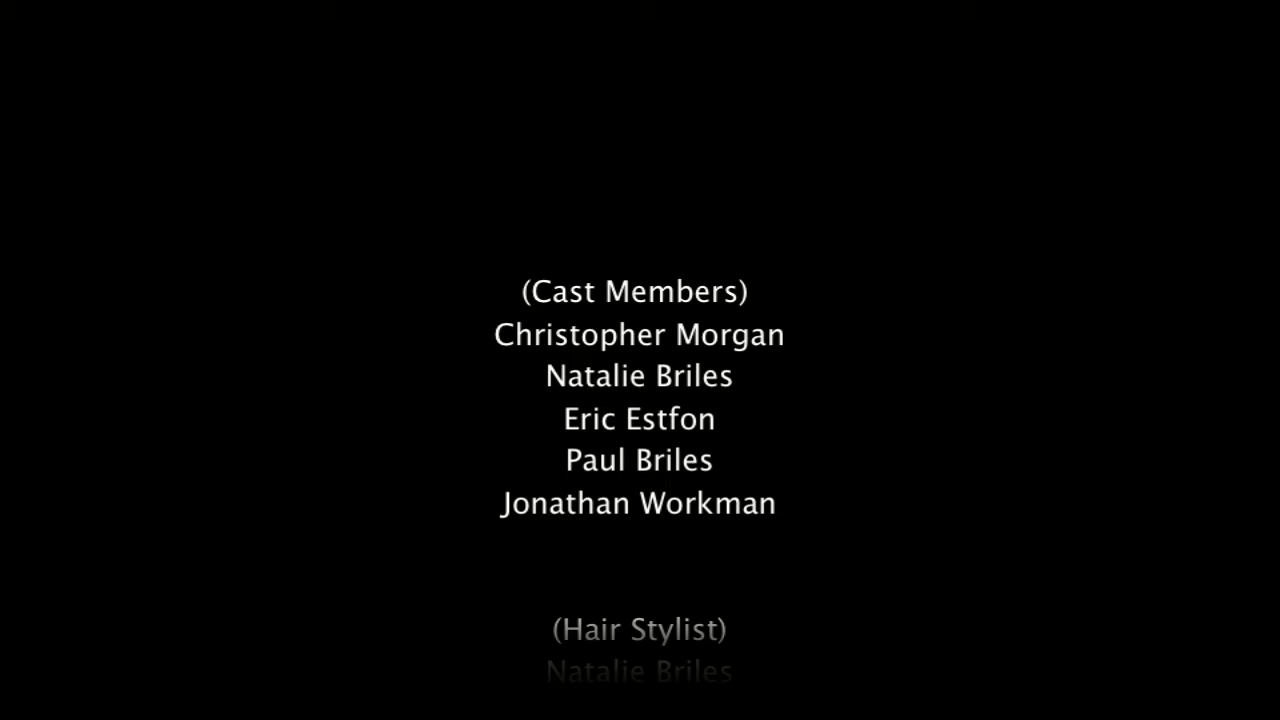 (Cast Members)
Christopher Morgan
Natalie Briles
Eric Estfon
Paul Briles
Jonathan Workman
(Hair Stylist)
Natalie Briles